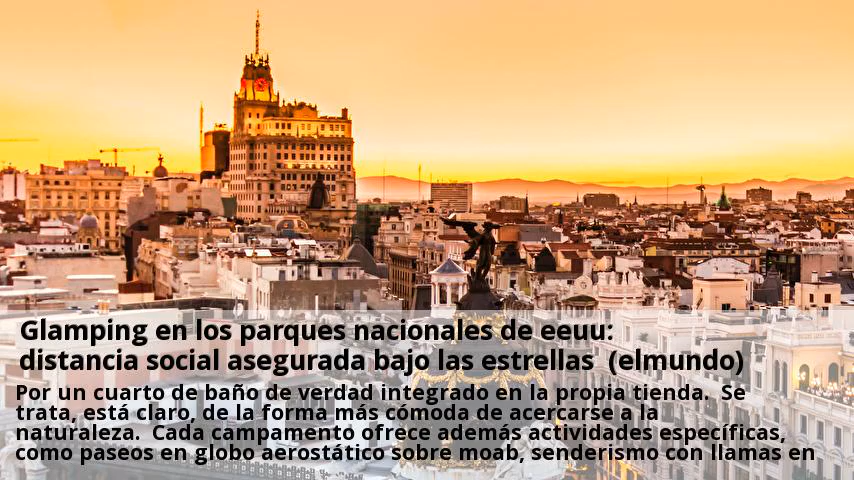 Glamping en los parques nacionales de eeuu:
distancia social asegurada bajo las estrellas (elmundo)
Por un cuarto de baño de verdad integrado en la propia tienda. Se
trata, está claro, de la forma más cómoda de acercarse a la
naturaleza. Cada campamento ofrece además actividades específicas,
como paseos en globo aerostático sobre moab, senderismo con llamas en